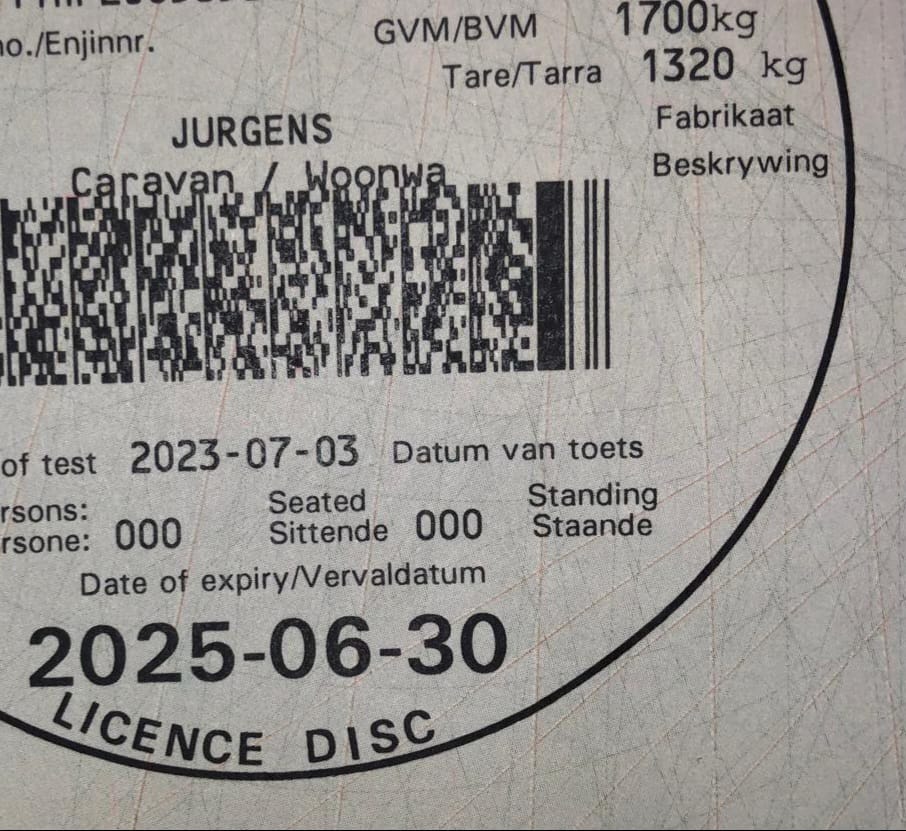 no./Enjinnr. GVM/BVM 1700kg
Tare/Tarra 1320 kg
JURGENS Fabrikaat
Caravan / Woonwa Beskrywing
of test 2023-07-03 Datum van toets
rsons: Seated Standing
rsone: 000 Sittende 000 Staande
Date of expiry/Vervaldatum
2025-06-30
LICENCE DISC